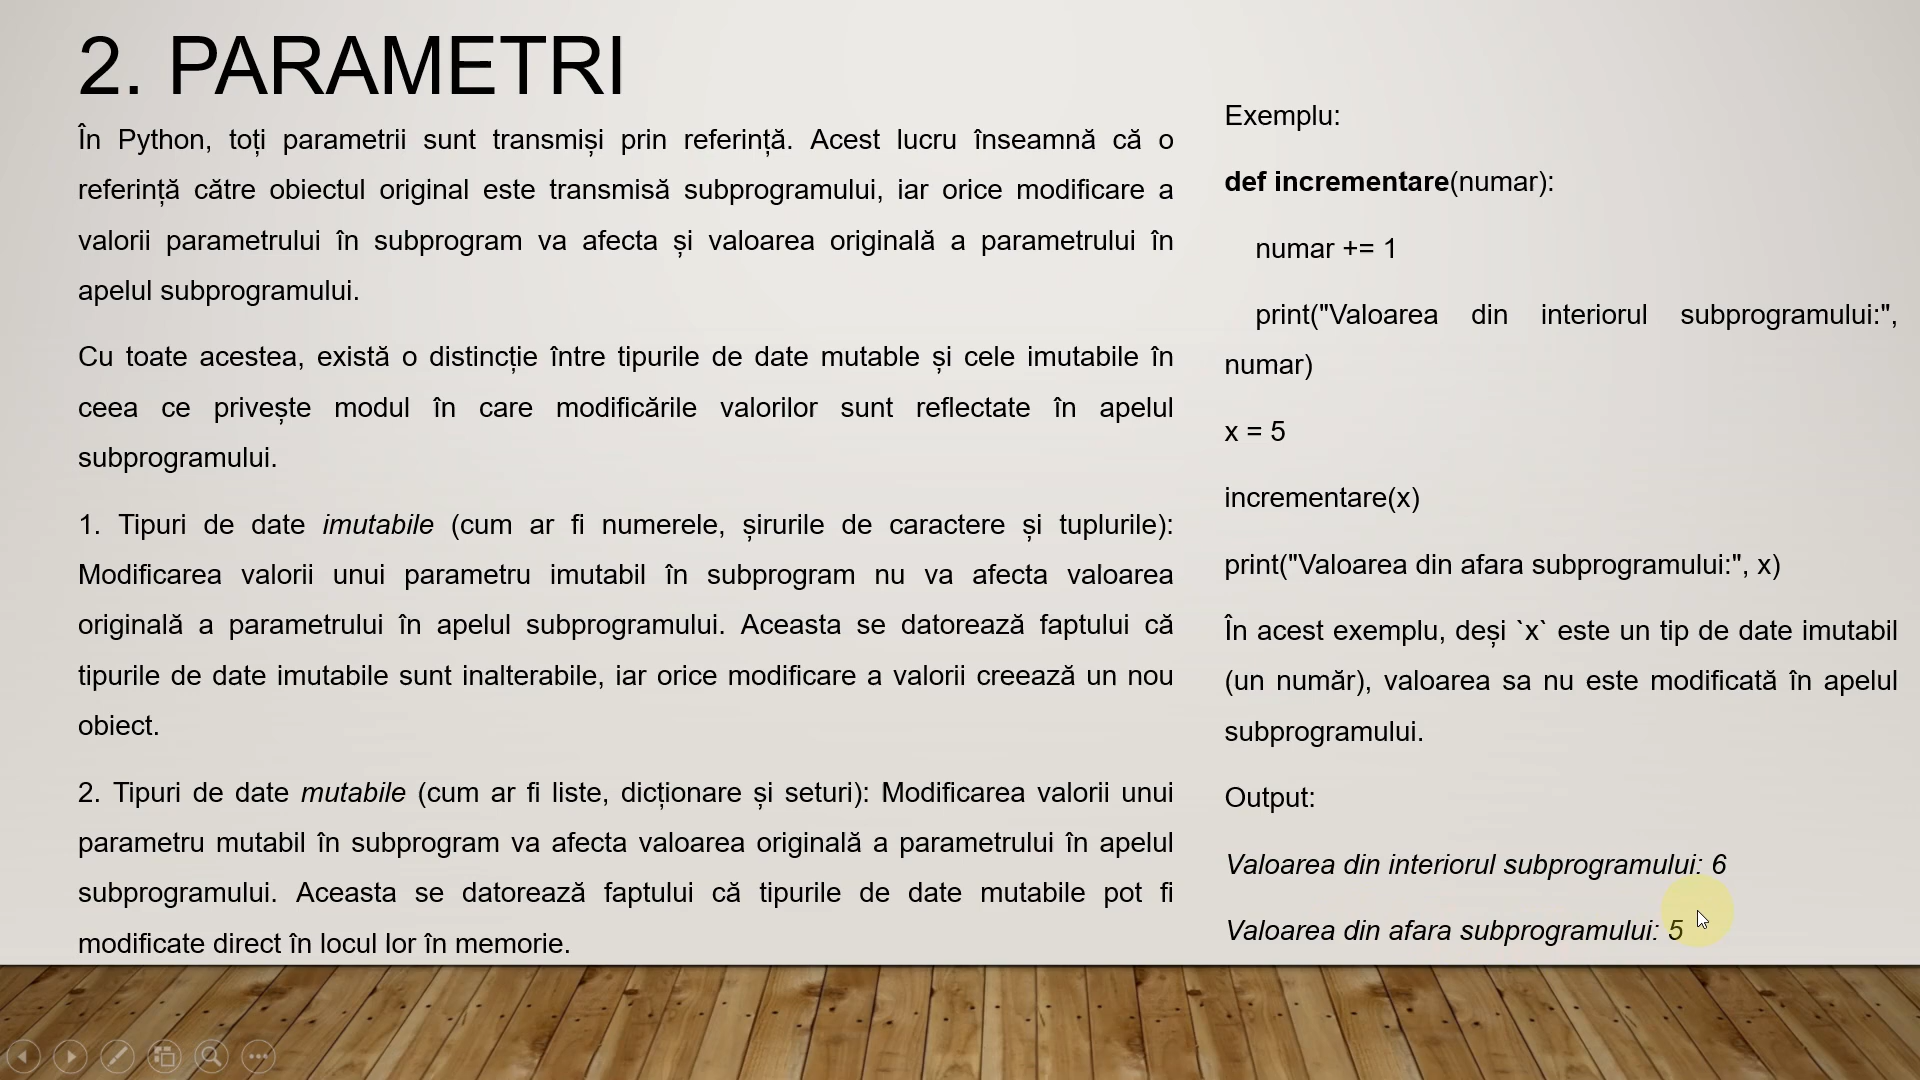 2. PARAMETRI
În Python, toți parametrii sunt transmiși prin referință. Acest lucru înseamnă că o
referință către obiectul original este transmisă subprogramului, iar orice modificare a
valorii parametrului în subprogram va afecta și valoarea originală a parametrului în
apelul subprogramului.
Cu toate acestea, există o distincție între tipurile de date mutable și cele imutabile în
ceea ce privește modul în care modificările valorilor sunt reflectate în apelul
subprogramului.
1. Tipuri de date imutabile (cum ar fi numerele, șirurile de caractere și tuplurile):
Modificarea valorii unui parametru imutabil în subprogram nu va afecta valoarea
originală a parametrului în apelul subprogramului. Aceasta se datorează faptului că
tipurile de date imutabile sunt inalterabile, iar orice modificare a valorii creează un nou
obiect.
2. Tipuri de date mutabile (cum ar fi liste, dicționare și seturi): Modificarea valorii unui
parametru mutabil în subprogram va afecta valoarea originală a parametrului în apelul
subprogramului. Aceasta se datorează faptului că tipurile de date mutabile pot fi
modificate direct în locul lor în memorie.
Exemplu:
def incrementare(numar):
numar += 1
print("Valoarea din interiorul subprogramului:",
numar)
x = 5
incrementare(x)
print("Valoarea din afara subprogramului:", x)
În acest exemplu, deși `x` este un tip de date imutabil
(un număr), valoarea sa nu este modificată în apelul
subprogramului.
Output:
Valoarea din interiorul subprogramului: 6
Valoarea din afara subprogramului: 5